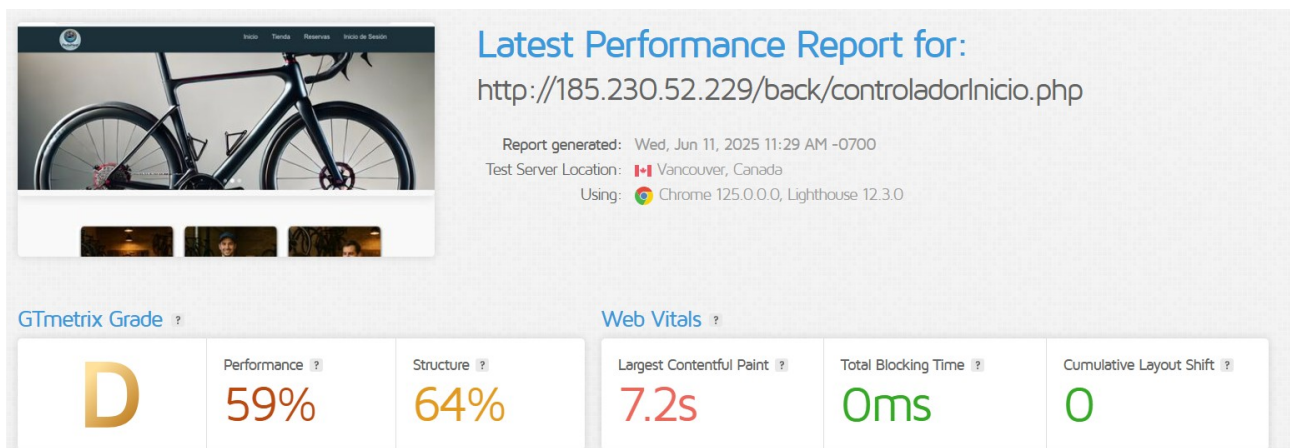 Inicio Tienda Reservas Inicio de Sesión
Latest Performance Report for:
http://185.230.52.229/back/controladorInicio.php
Report generated: Wed, Jun 11, 2025 11:29 AM -0700
Test Server Location: Vancouver, Canada
Using: Chrome 125.0.0.0, Lighthouse 12.3.0
GTmetrix Grade ?
D
Performance ?
59%
Structure ?
64%
Web Vitals ?
Largest Contentful Paint ?
7.2s
Total Blocking Time ?
0ms
Cumulative Layout Shift ?
0